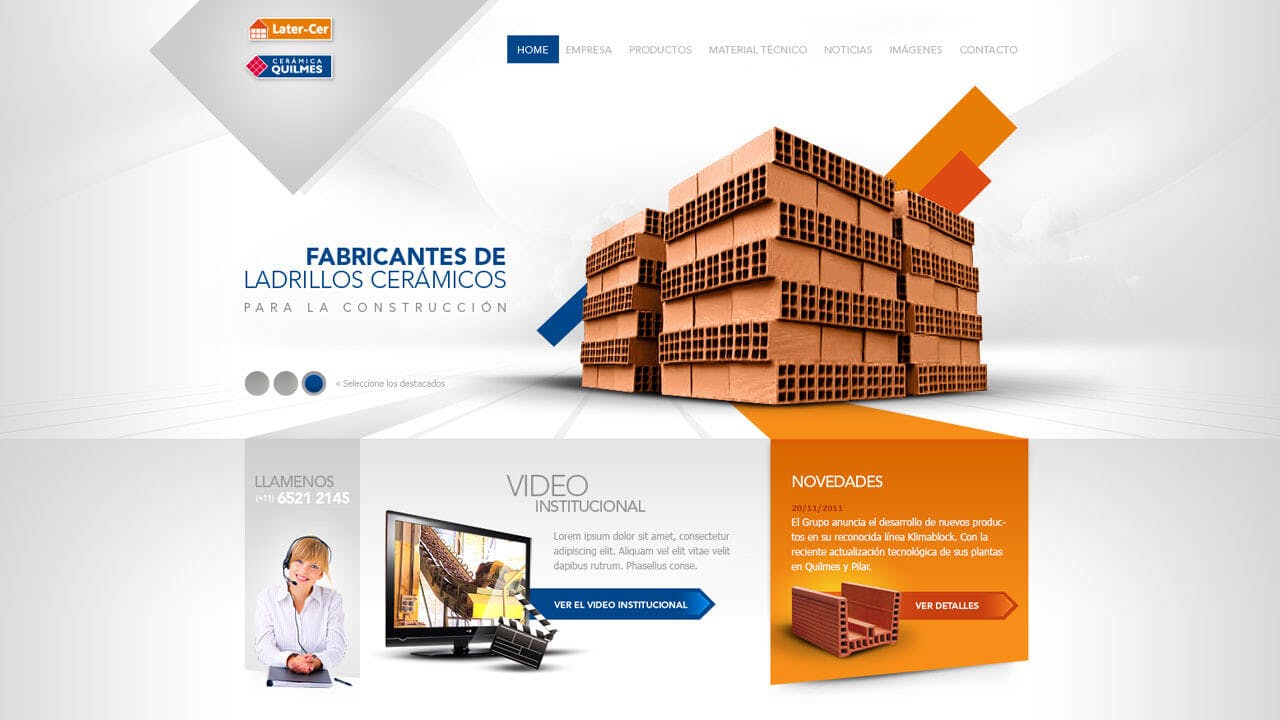 Later-Cer
CERÁMICA
QUILMES
HOME EMPRESA PRODUCTOS MATERIAL TÉCNICO NOTICIAS IMÁGENES CONTACTO
FABRICANTES DE
LADRILLOS CERÁMICOS
PARA LA CONSTRUCCIÓN
< Seleccione los destacados
LLAMENOS
(+11) 6521 2145
VIDEO
INSTITUCIONAL
Lorem ipsum dolor sit amet, consectetur
adipiscing elit. Aliquam vel elit vitae velit
dapibus rutrum. Phasellus conse.
VER EL VIDEO INSTITUCIONAL
NOVEDADES
20/11/2011
El Grupo anuncia el desarrollo de nuevos produc-
tos en su reconocida línea Klimablock. Con la
reciente actualización tecnológica de sus plantas
en Quilmes y Pilar.
VER DETALLES